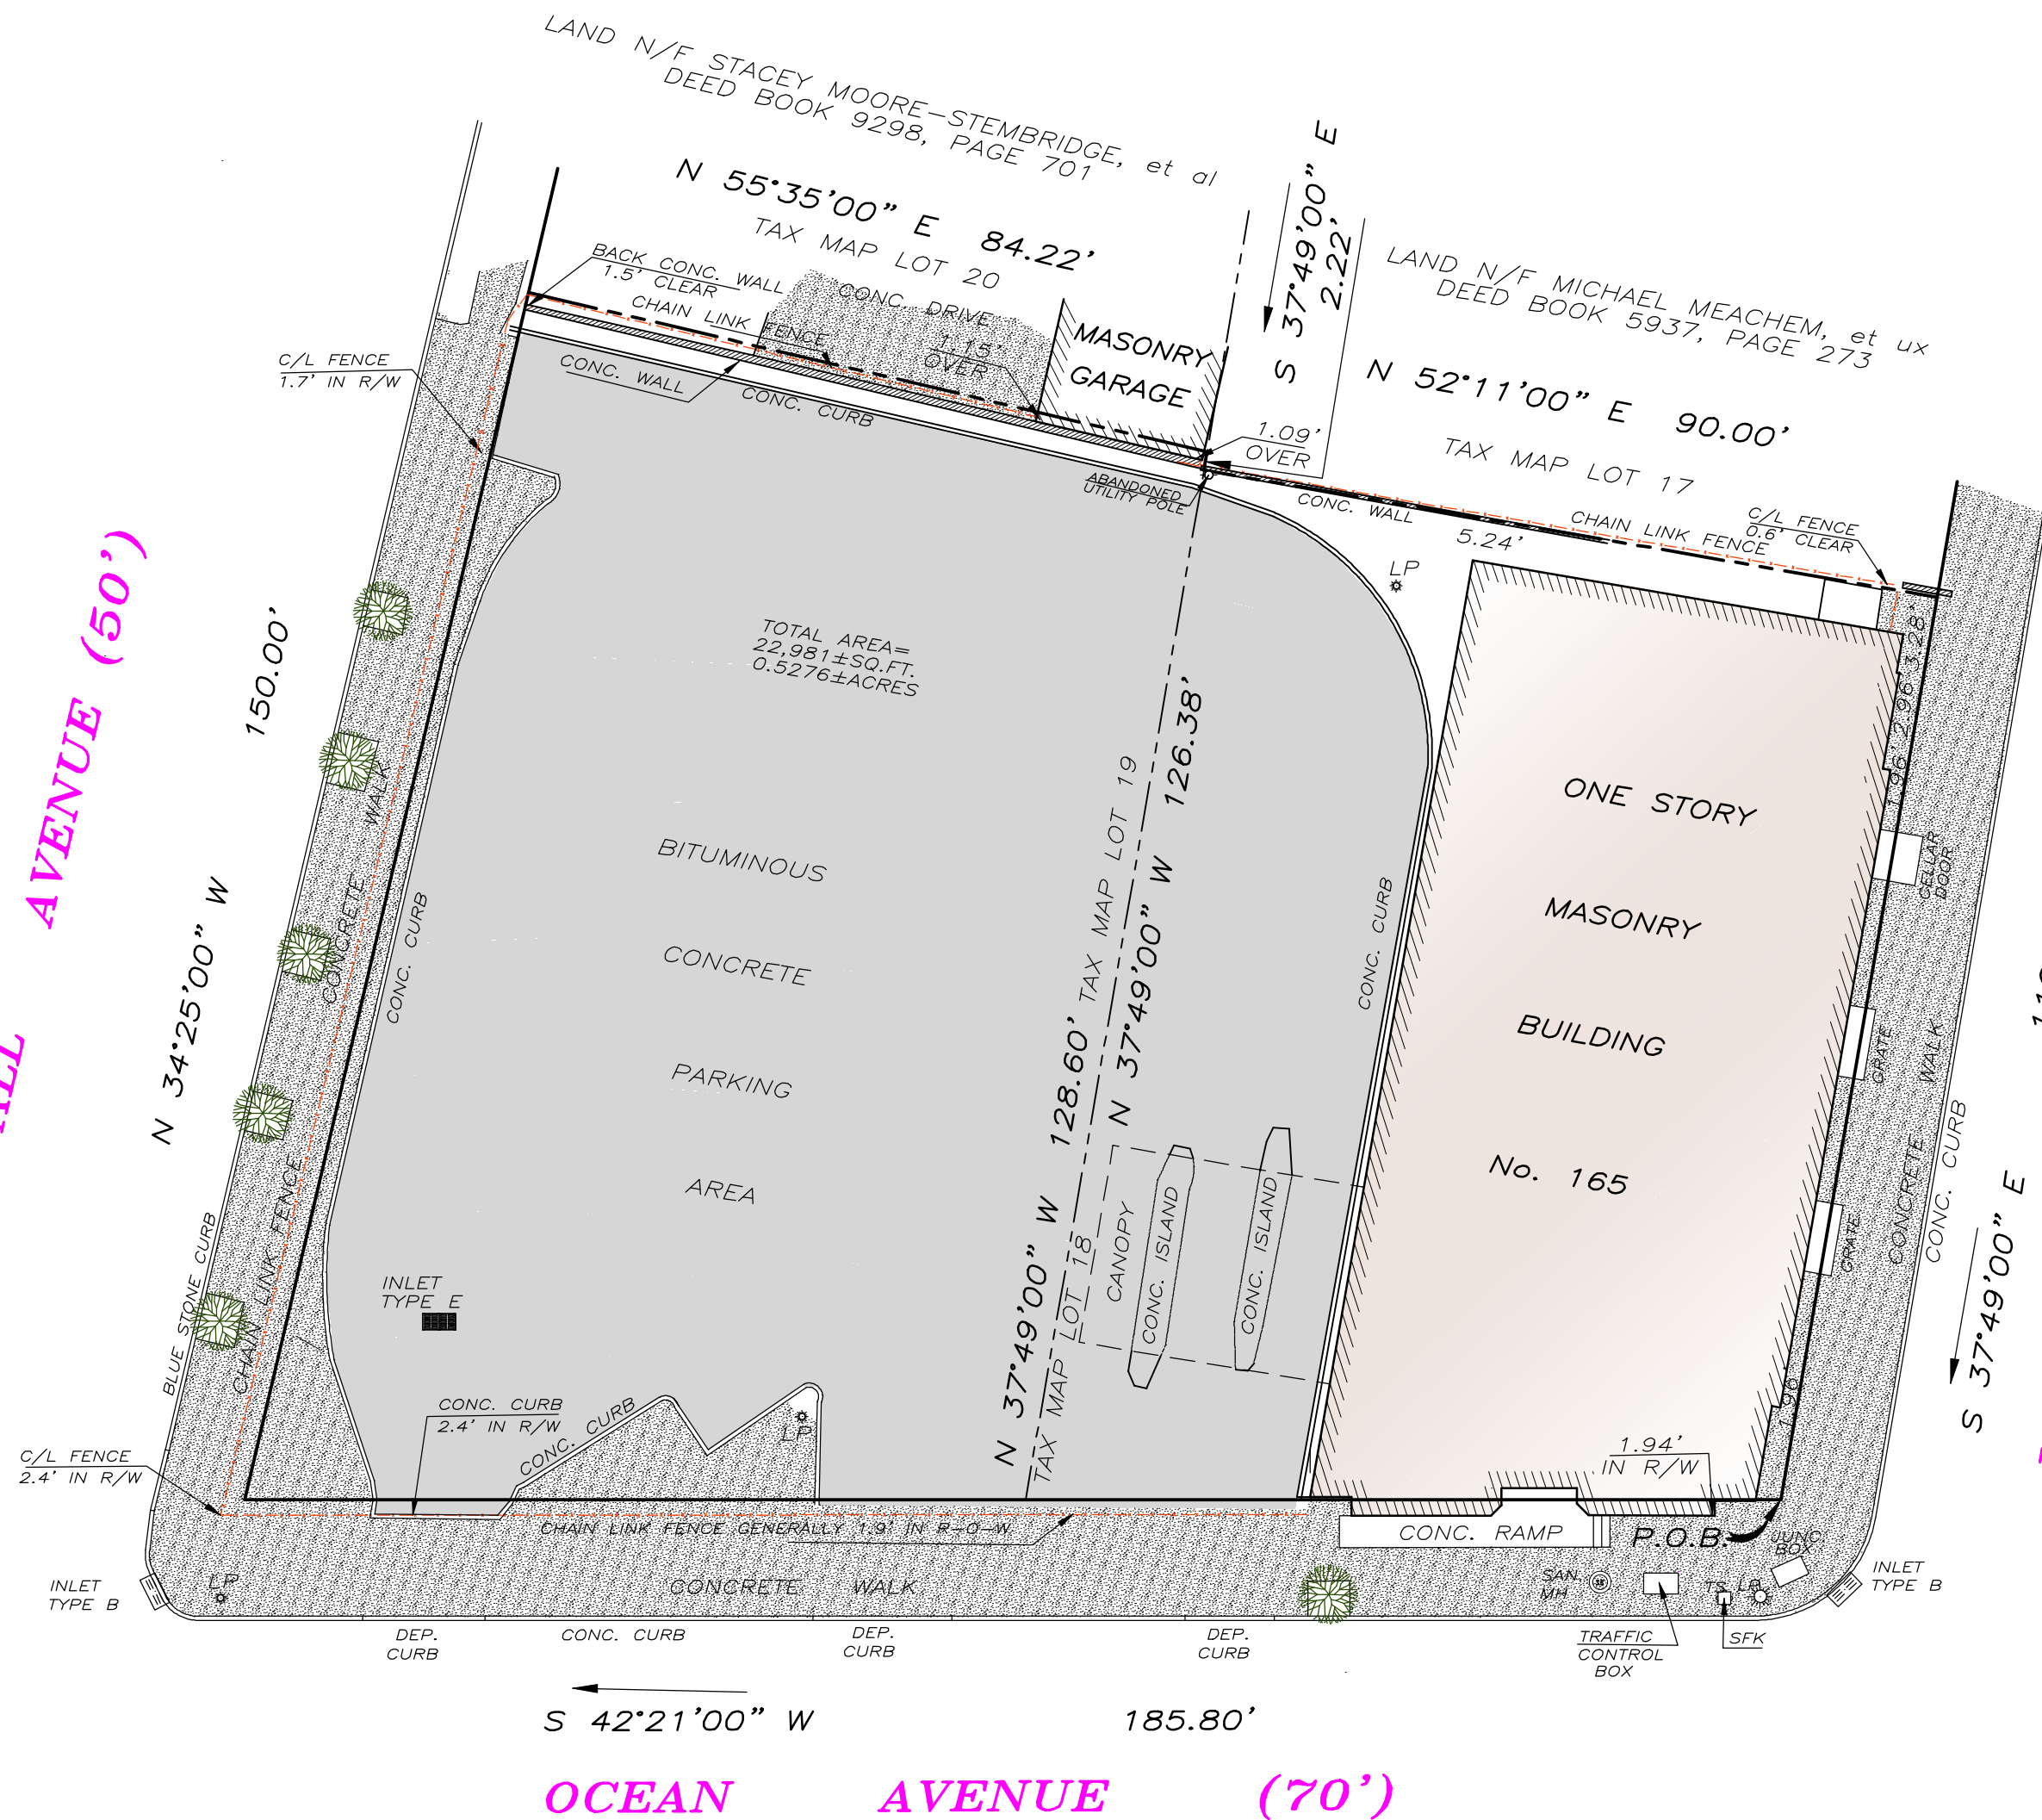 LAND N/F STACEY MOORE-STEMBRIDGE, et al
DEED BOOK 9298, PAGE 701
N 55°35'00" E 84.22'
TAX MAP LOT 20
BACK CONC. WALL
1.5' CLEAR
CHAIN LINK FENCE
CONC. DRIVE
1.15'
OVER
MASONRY
GARAGE
S 37°49'00" E
2.22'
LAND N/F MICHAEL MEACHEM, et ux
DEED BOOK 5937, PAGE 273
N 52°11'00" E 90.00'
TAX MAP LOT 17
C/L FENCE
1.7' IN R/W
CONC. WALL
CONC. CURB
1.09'
OVER
ABANDONED
UTILITY POLE
CONC. WALL
CHAIN LINK FENCE
C/L FENCE
0.6' CLEAR
5.24'
LP
3.28'
2.96'
1.96'
AVENUE (50')
150.00'
N 34°25'00" W
TOTAL AREA=
22,981±SQ.FT.
0.5276±ACRES
BITUMINOUS
CONCRETE
PARKING
AREA
CONCRETE WALK
CONC. CURB
CHAIN LINK FENCE
BLUE STONE CURB
126.38'
N 37°49'00" W
TAX MAP LOT 19
128.60'
N 37°49'00" W
TAX MAP LOT 18
CANOPY
CONC. ISLAND
CONC. ISLAND
CONC. CURB
ONE STORY
MASONRY
BUILDING
No. 165
CELLAR
DOOR
GRATE
GRATE
CONCRETE WALK
CONC. CURB
S 37°49'00" E
INLET
TYPE E
CONC. CURB
2.4' IN R/W
CONC. CURB
LP
C/L FENCE
2.4' IN R/W
1.96'
1.94'
IN R/W
CHAIN LINK FENCE GENERALLY 1.9' IN R-O-W
CONC. RAMP
P.O.B.
JUNC.
BOX
INLET
TYPE B
LP
CONCRETE WALK
SAN.
MH
TS
LP
INLET
TYPE B
DEP.
CURB
CONC. CURB
DEP.
CURB
DEP.
CURB
TRAFFIC
CONTROL
BOX
SFK
S 42°21'00" W 185.80'
OCEAN AVENUE (70')